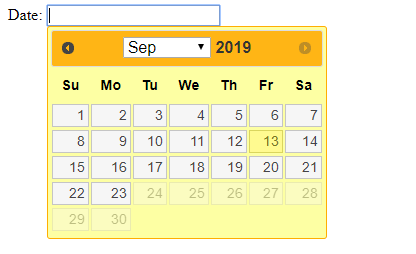 Date:
Sep 2019
Su Mo Tu We Th Fr Sa
1 2 3 4 5 6 7
8 9 10 11 12 13 14
15 16 17 18 19 20 21
22 23 24 25 26 27 28
29 30